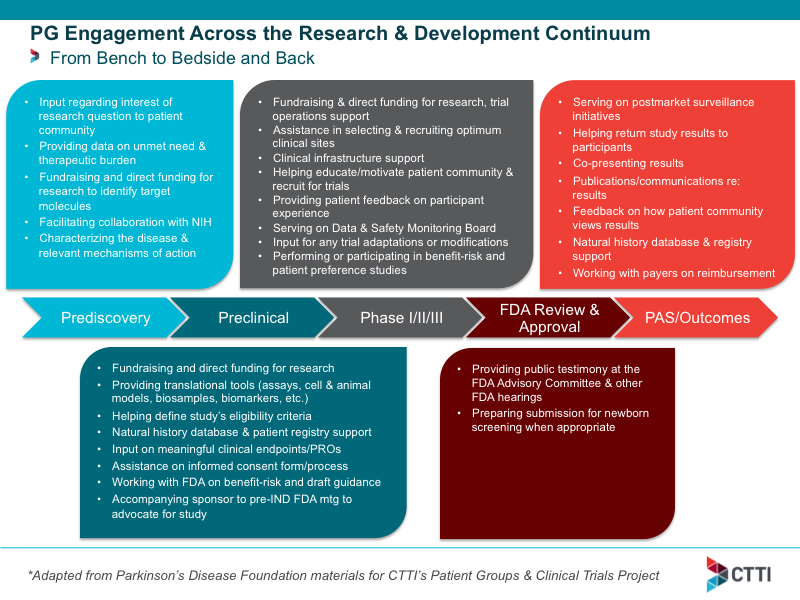 PG Engagement Across the Research & Development Continuum
From Bench to Bedside and Back
• Input regarding interest of
research question to patient
community
• Providing data on unmet need &
therapeutic burden
• Fundraising and direct funding for
research to identify target
molecules
• Facilitating collaboration with NIH
• Characterizing the disease &
relevant mechanisms of action
• Fundraising & direct funding for research, trial
operations support
• Assistance in selecting & recruiting optimum
clinical sites
• Clinical infrastructure support
• Helping educate/motivate patient community &
recruit for trials
• Providing patient feedback on participant
experience
• Serving on Data & Safety Monitoring Board
• Input for any trial adaptations or modifications
• Performing or participating in benefit-risk and
patient preference studies
• Serving on postmarket surveillance
initiatives
• Helping return study results to
participants
• Co-presenting results
• Publications/communications re:
results
• Feedback on how patient community
views results
• Natural history database & registry
support
• Working with payers on reimbursement
Prediscovery
Preclinical
Phase I/II/III
FDA Review &
Approval
PAS/Outcomes
• Fundraising and direct funding for research
• Providing translational tools (assays, cell & animal
models, biosamples, biomarkers, etc.)
• Helping define study's eligibility criteria
• Natural history database & patient registry support
• Input on meaningful clinical endpoints/PROs
• Assistance on informed consent form/process
• Working with FDA on benefit-risk and draft guidance
• Accompanying sponsor to pre-IND FDA mtg to
advocate for study
• Providing public testimony at the
FDA Advisory Committee & other
FDA hearings
• Preparing submission for newborn
screening when appropriate
*Adapted from Parkinson's Disease Foundation materials for CTTI's Patient Groups & Clinical Trials Project
CTTI